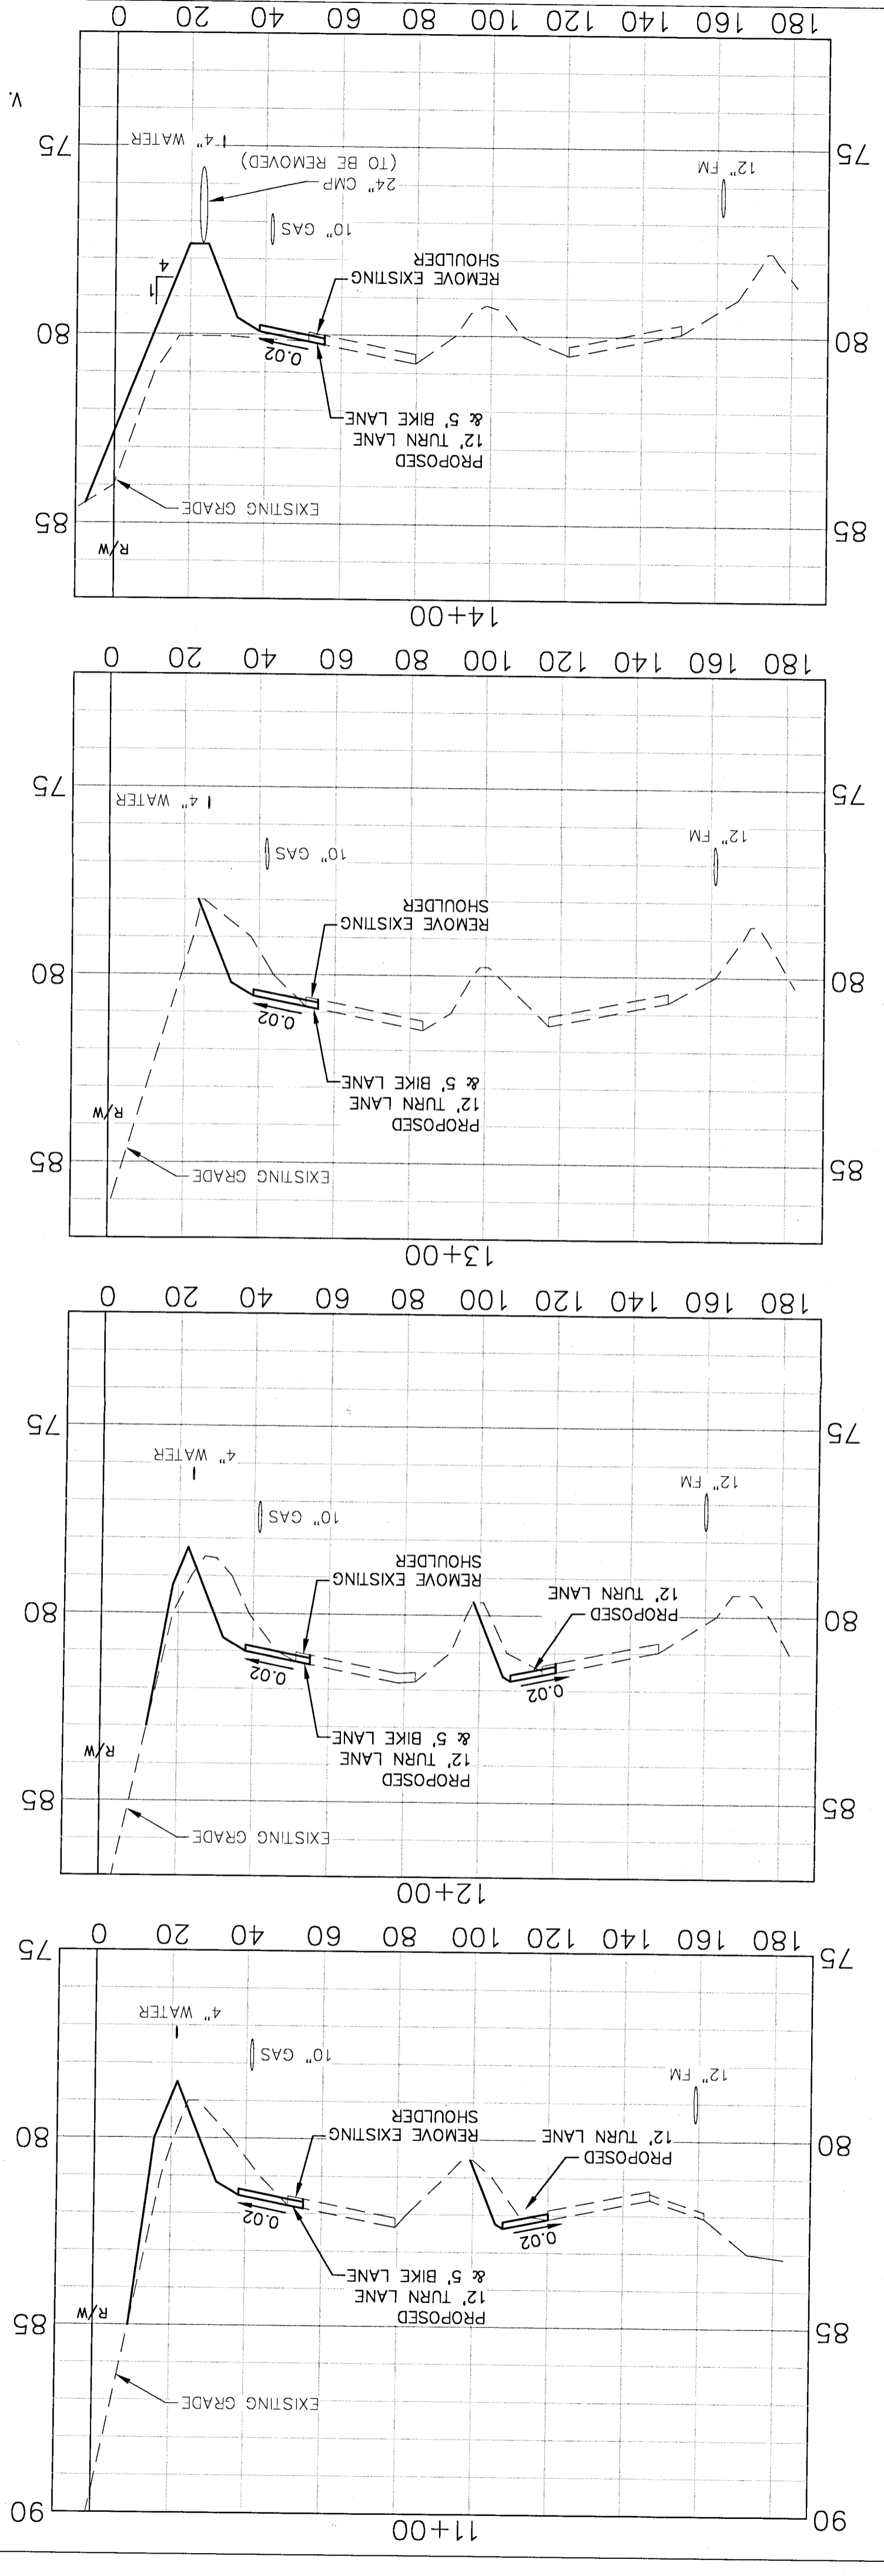 11+00
90 90
EXISTING GRADE
85 R/W 85
PROPOSED
12' TURN LANE
& 5' BIKE LANE
0.02 0.02
PROPOSED
12' TURN LANE
REMOVE EXISTING
SHOULDER
80 80
12" FM
10" GAS
4" WATER
75 75
180 160 140 120 100 80 60 40 20 0
12+00
EXISTING GRADE
85 85
R/W
PROPOSED
12' TURN LANE
& 5' BIKE LANE
0.02 0.02
PROPOSED
12' TURN LANE
REMOVE EXISTING
SHOULDER
80 80
12" FM
10" GAS
4" WATER
75 75
180 160 140 120 100 80 60 40 20 0
13+00
EXISTING GRADE
85 85
R/W
PROPOSED
12' TURN LANE
& 5' BIKE LANE
0.02
REMOVE EXISTING
SHOULDER
80 80
12" FM
10" GAS
4" WATER
75 75
180 160 140 120 100 80 60 40 20 0
14+00
R/W
85 85
EXISTING GRADE
PROPOSED
12' TURN LANE
& 5' BIKE LANE
0.02
80 80
REMOVE EXISTING
SHOULDER
1
4
10" GAS
24" CMP
(TO BE REMOVED)
12" FM
4" WATER
75 75
180 160 140 120 100 80 60 40 20 0